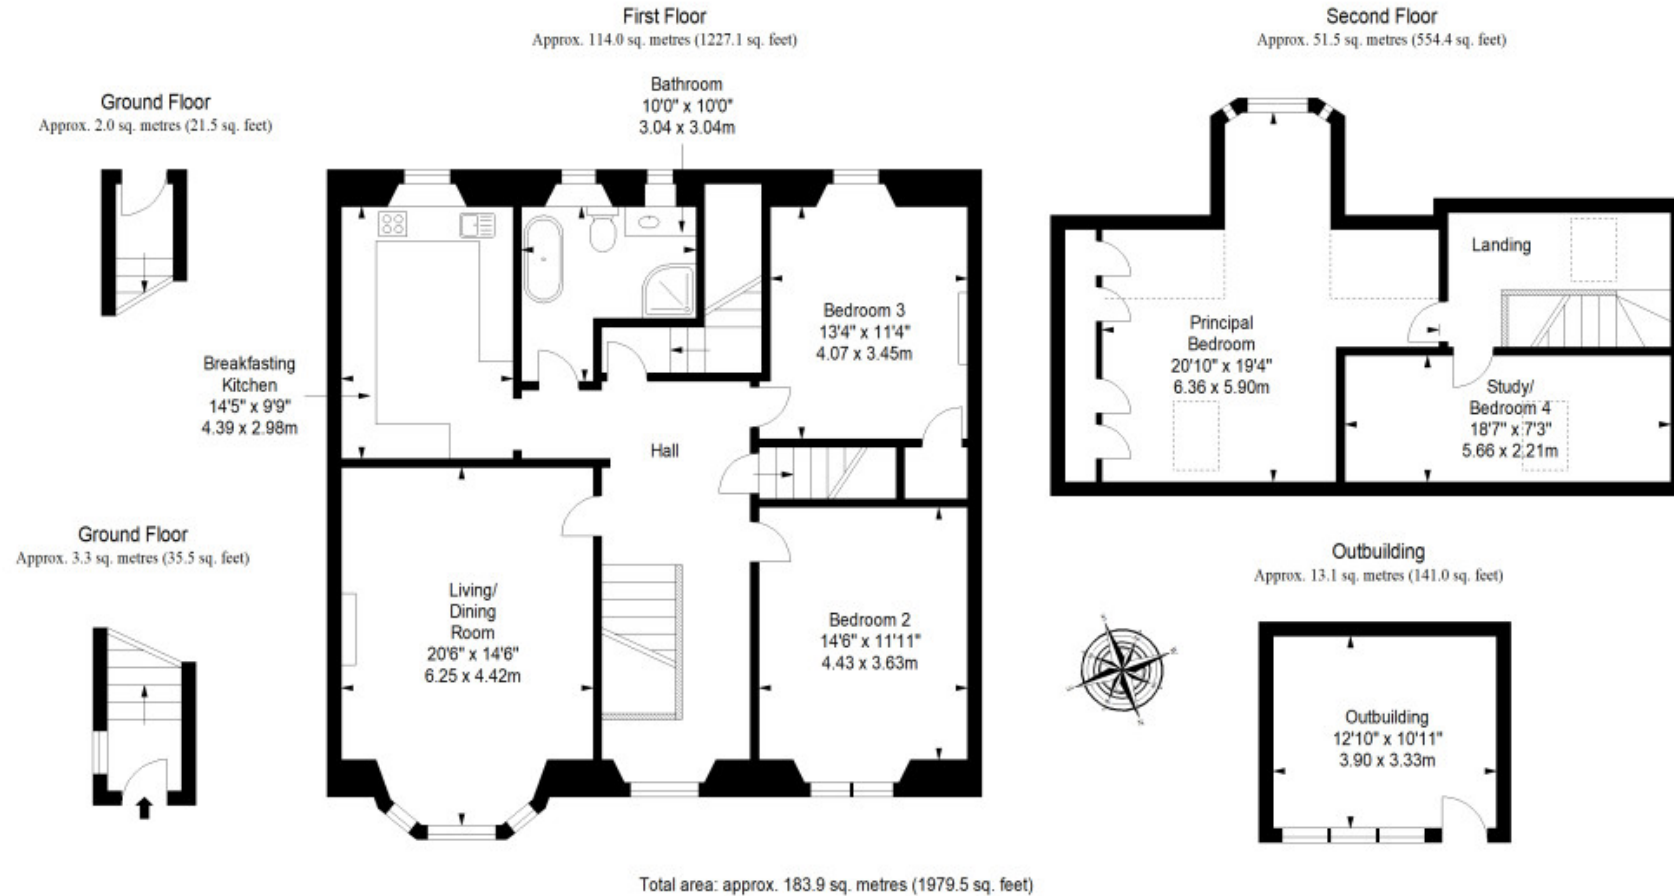 First Floor
Approx. 114.0 sq. metres (1227.1 sq. feet)
Second Floor
Approx. 51.5 sq. metres (554.4 sq. feet)
Ground Floor
Approx. 2.0 sq. metres (21.5 sq. feet)
Bathroom
10'0" x 10'0"
3.04 x 3.04m
Landing
Bedroom 3
13'4" x 11'4"
4.07 x 3.45m
Principal
Bedroom
20'10" x 19'4"
6.36 x 5.90m
Breakfasting
Kitchen
14'5" x 9'9"
4.39 x 2.98m
Study/
Bedroom 4
18'7" x 7'3"
5.66 x 2.21m
Hall
Ground Floor
Approx. 3.3 sq. metres (35.5 sq. feet)
Outbuilding
Approx. 13.1 sq. metres (141.0 sq. feet)
Living/
Dining
Room
20'6" x 14'6"
6.25 x 4.42m
Bedroom 2
14'6" x 11'11"
4.43 x 3.63m
Outbuilding
12'10" x 10'11"
3.90 x 3.33m
Total area: approx. 183.9 sq. metres (1979.5 sq. feet)